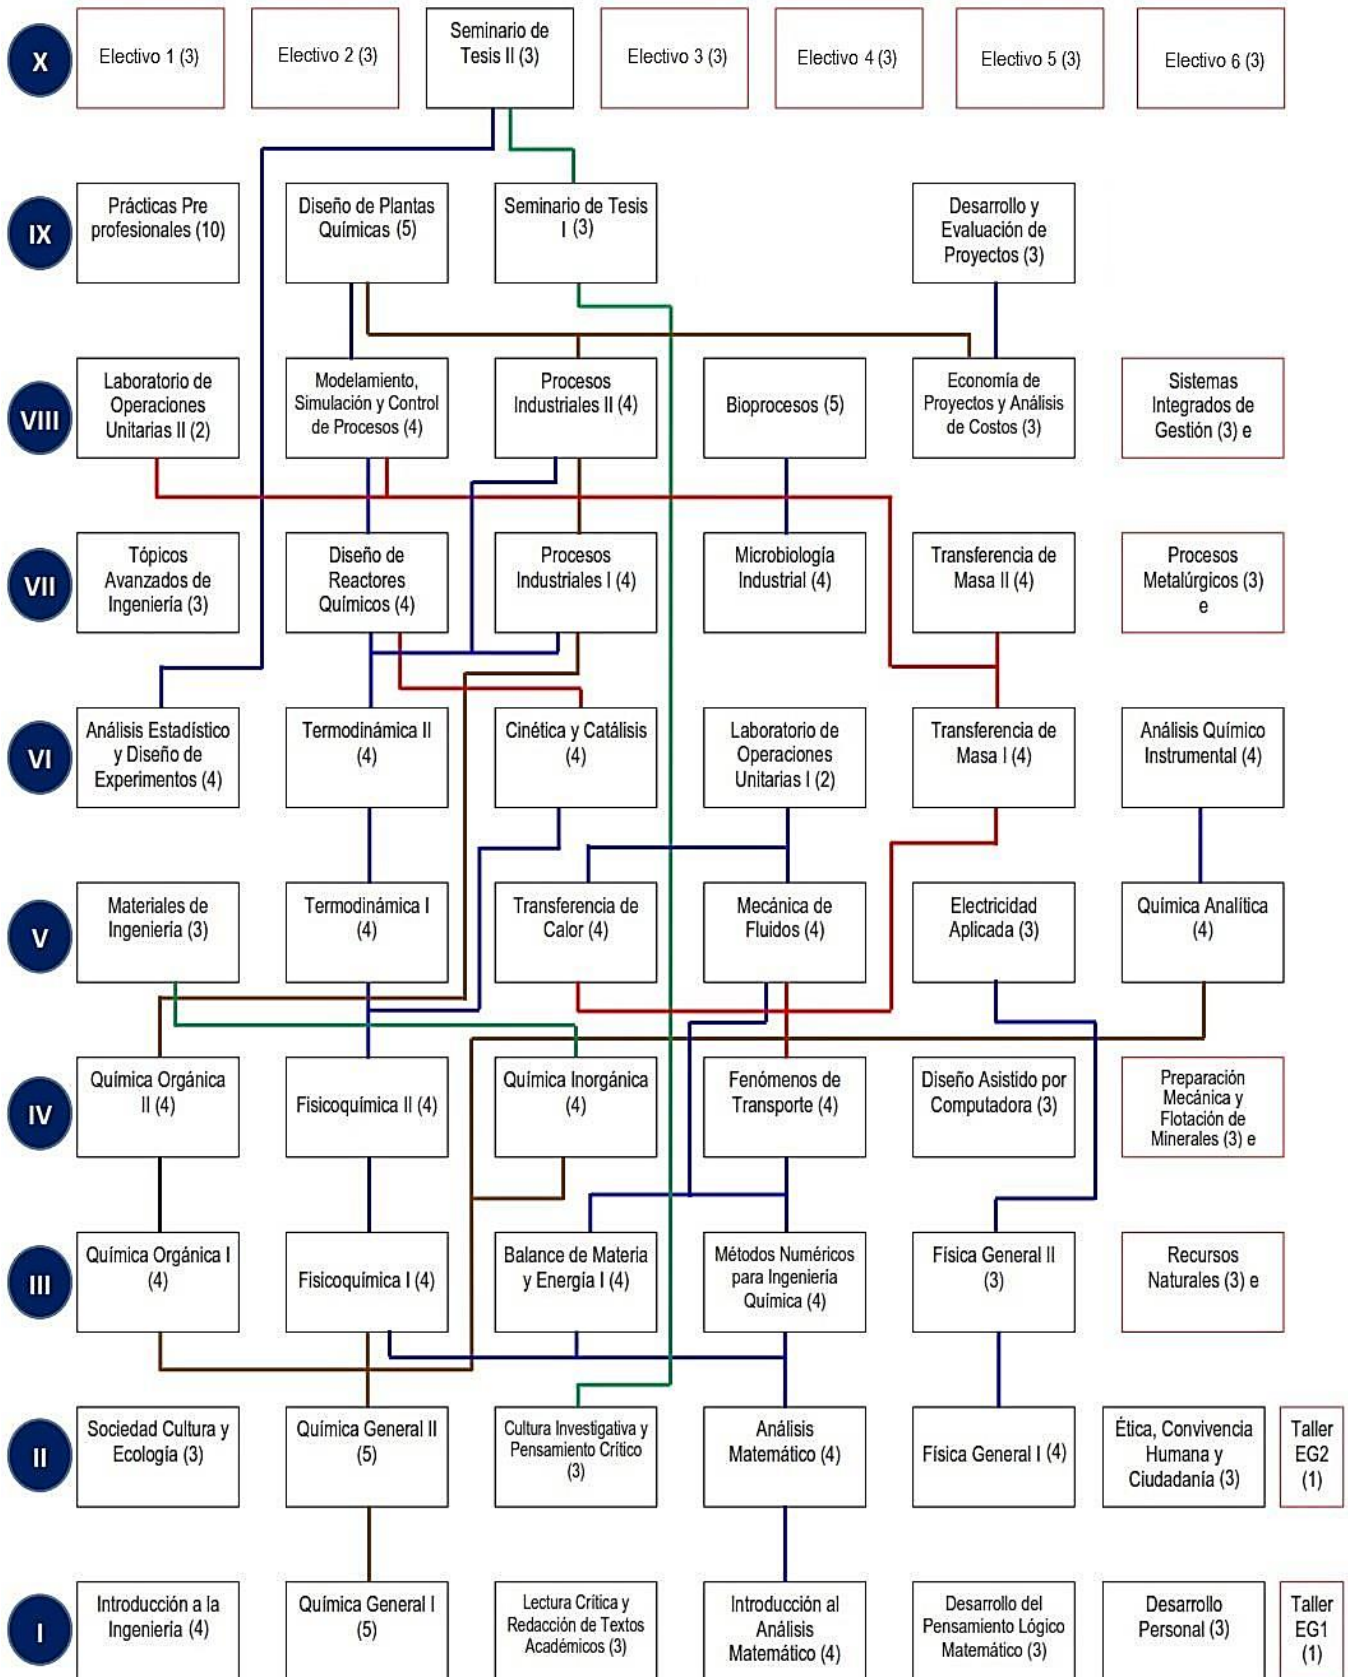 X
Electivo 1 (3)
Electivo 2 (3)
Seminario de
Tesis II (3)
Electivo 3 (3)
Electivo 4 (3)
Electivo 5 (3)
Electivo 6 (3)
IX
Prácticas Pre
profesionales (10)
Diseño de Plantas
Químicas (5)
Seminario de Tesis
I (3)
Desarrollo y
Evaluación de
Proyectos (3)
VIII
Laboratorio de
Operaciones
Unitarias II (2)
Modelamiento,
Simulación y Control
de Procesos (4)
Procesos
Industriales II (4)
Bioprocesos (5)
Economía de
Proyectos y Análisis
de Costos (3)
Sistemas
Integrados de
Gestión (3) e
VII
Tópicos
Avanzados de
Ingeniería (3)
Diseño de
Reactores
Químicos (4)
Procesos
Industriales I (4)
Microbiología
Industrial (4)
Transferencia de
Masa II (4)
Procesos
Metalúrgicos (3)
e
VI
Análisis Estadístico
y Diseño de
Experimentos (4)
Termodinámica II
(4)
Cinética y Catálisis
(4)
Laboratorio de
Operaciones
Unitarias I (2)
Transferencia de
Masa I (4)
Análisis Químico
Instrumental (4)
V
Materiales de
Ingeniería (3)
Termodinámica I
(4)
Transferencia de
Calor (4)
Mecánica de
Fluidos (4)
Electricidad
Aplicada (3)
Química Analítica
(4)
IV
Química Orgánica
II (4)
Fisicoquímica II (4)
Química Inorgánica
(4)
Fenómenos de
Transporte (4)
Diseño Asistido por
Computadora (3)
Preparación
Mecánica y
Flotación de
Minerales (3) e
III
Química Orgánica I
(4)
Fisicoquímica I (4)
Balance de Materia
y Energía I (4)
Métodos Numéricos
para Ingeniería
Química (4)
Física General II
(3)
Recursos
Naturales (3) e
II
Sociedad Cultura y
Ecología (3)
Química General II
(5)
Cultura Investigativa y
Pensamiento Crítico
(3)
Análisis
Matemático (4)
Física General I (4)
Ética, Convivencia
Humana y
Ciudadanía (3)
Taller
EG2
(1)
I
Introducción a la
Ingeniería (4)
Química General I
(5)
Lectura Crítica y
Redacción de Textos
Académicos (3)
Introducción al
Análisis
Matemático (4)
Desarrollo del
Pensamiento Lógico
Matemático (3)
Desarrollo
Personal (3)
Taller
EG1
(1)